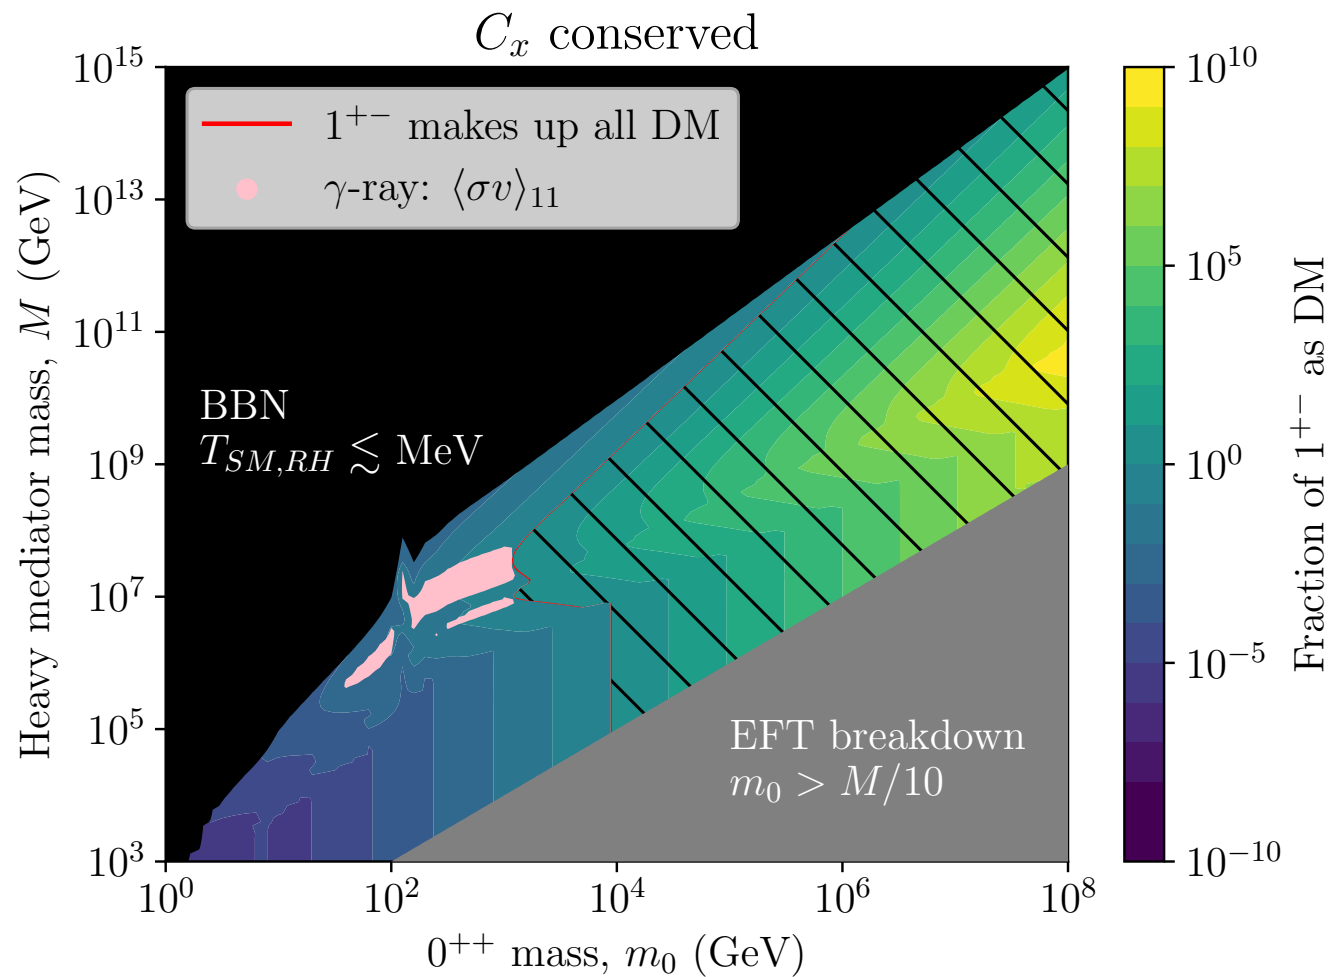 C_x conserved
1^{+-} makes up all DM
γ-ray: ⟨σv⟩_{11}
10^{15}
10^{13}
10^{11}
10^9
10^7
10^5
10^3
Heavy mediator mass, M (GeV)
BBN
T_{SM,RH} ≲ MeV
EFT breakdown
m_0 > M/10
10^0
10^2
10^4
10^6
10^8
0^{++} mass, m_0 (GeV)
10^{10}
10^5
10^0
10^{-5}
10^{-10}
Fraction of 1^{+-} as DM